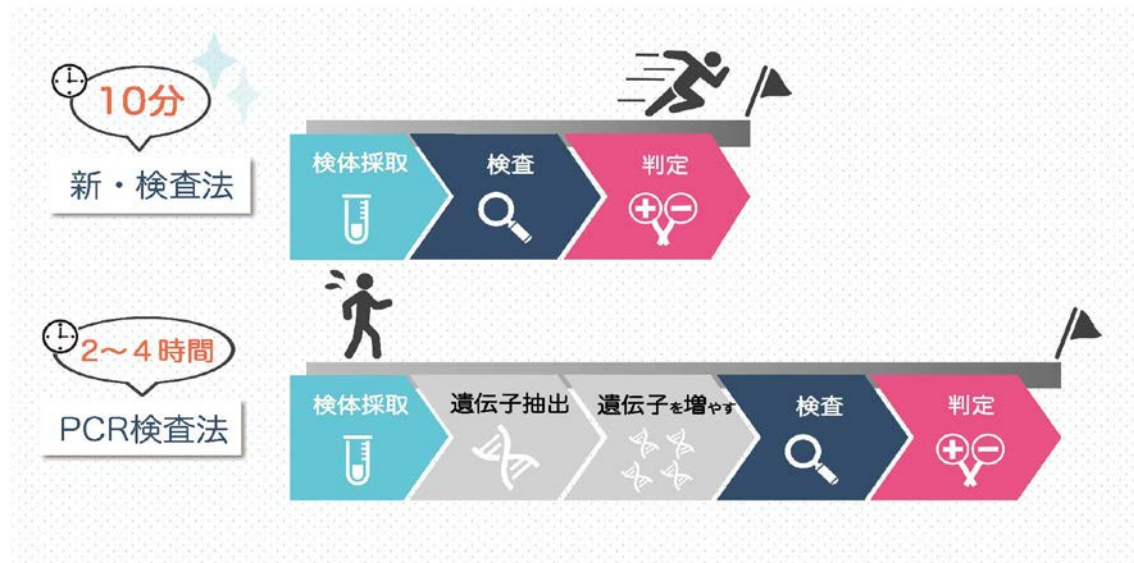 10分
新・検査法
検体採取
検査
判定
2～4時間
PCR検査法
検体採取
遺伝子抽出
遺伝子を増やす
検査
判定